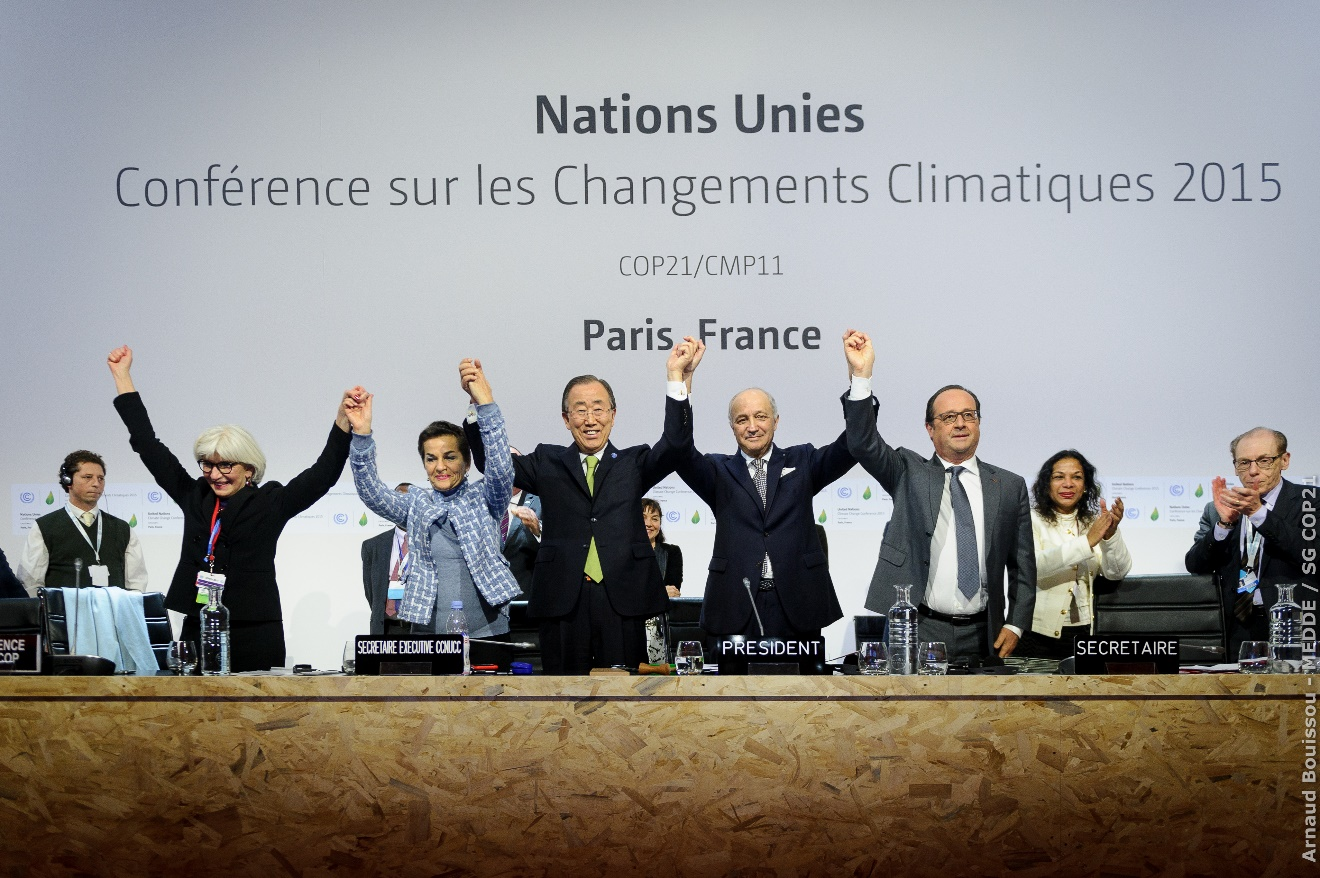 Nations Unies
Conférence sur les Changements Climatiques 2015
COP21/CMP11
Paris, France
ENCE
COP
SECRETAIRE EXECUTIVE CCNUCC
PRESIDENT
SECRETAIRE
Arnaud Bouissou - MEDDE / SG COP21